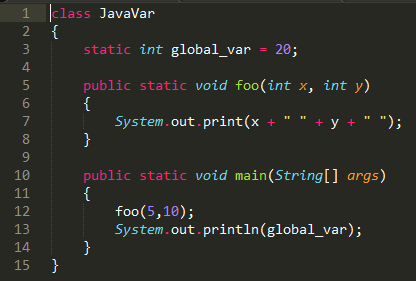 1 class JavaVar
2 {
3     static int global_var = 20;
4
5     public static void foo(int x, int y)
6     {
7         System.out.print(x + " " + y + " ");
8     }
9
10     public static void main(String[] args)
11     {
12         foo(5,10);
13         System.out.println(global_var);
14     }
15 }